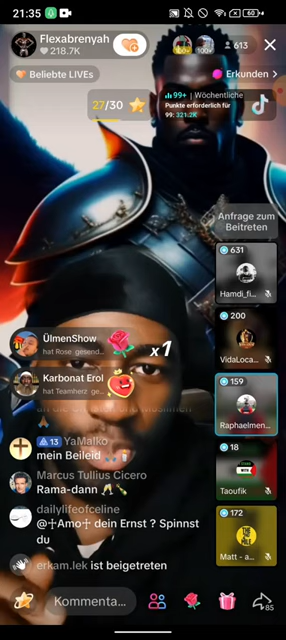 21:35
60
Flexabrenyah
218.7K
613
Beliebte LIVEs
Erkunden >
27/30
99+ | Wöchentliche
Punkte erforderlich für
99: 321.2K
Anfrage zum
Beitreten
631
Hamdi_fi...
200
VidaLoca...
159
Raphaelmen...
18
Taoufik
172
Matt - a...
ÜlmenShow
hat Rose gesend...
x1
Karbonat Erol
hat Teamherz ge...
13 YaMaIko
mein Beileid
Marcus Tullius Cicero
Rama-dann
dailylifeofceline
@☥Amo☥ dein Ernst ? Spinnst
du
erkam.lek ist beigetreten
Kommenta...
85